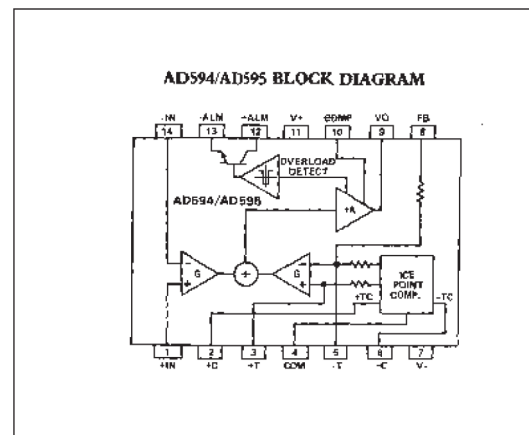 AD594/AD595 BLOCK DIAGRAM
-IN -ALM +ALM V+ COMP VO FB
14 13 12 11 10 9 8
OVERLOAD
DETECT
AD594/AD595
+A
- -
G + G
+ +
ICE
POINT
COMP.
+TC -TC
1 2 3 4 5 6 7
+IN +C +T COM -T -C V-